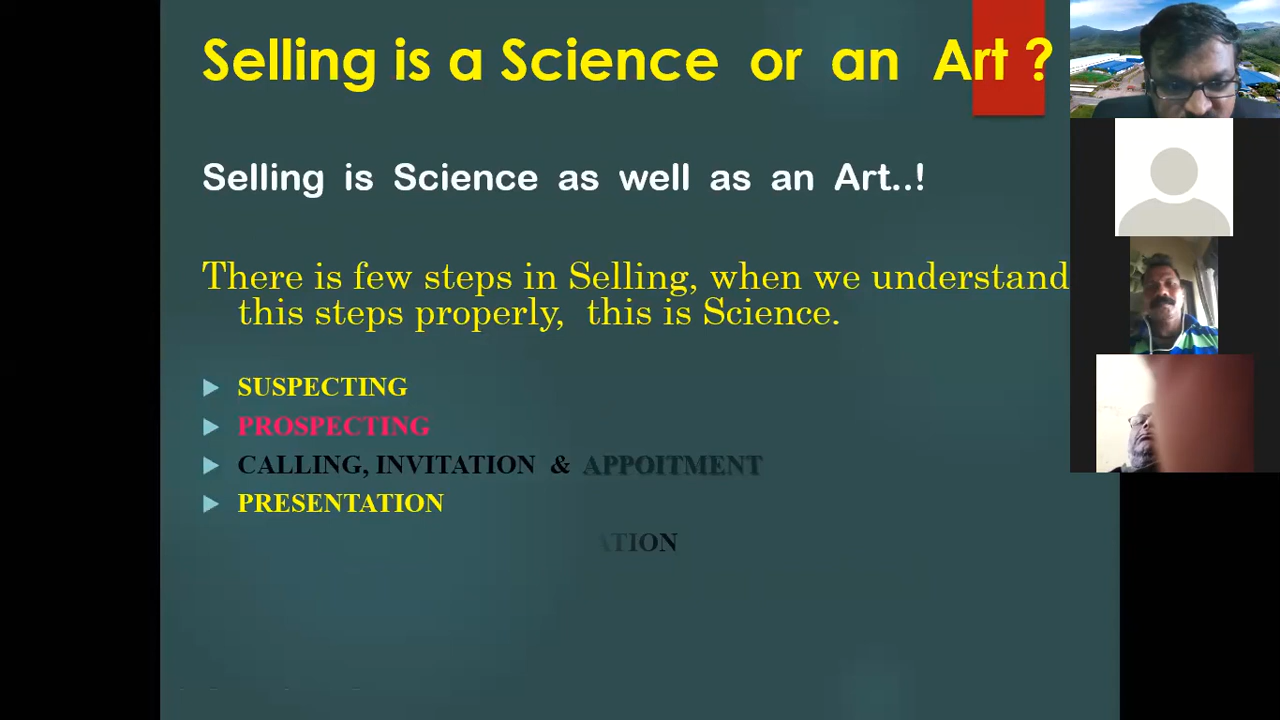 Selling is a Science or an Art ?
Selling is Science as well as an Art..!
There is few steps in Selling, when we understand
this steps properly, this is Science.
SUSPECTING
PROSPECTING
CALLING, INVITATION & APPOITMENT
PRESENTATION